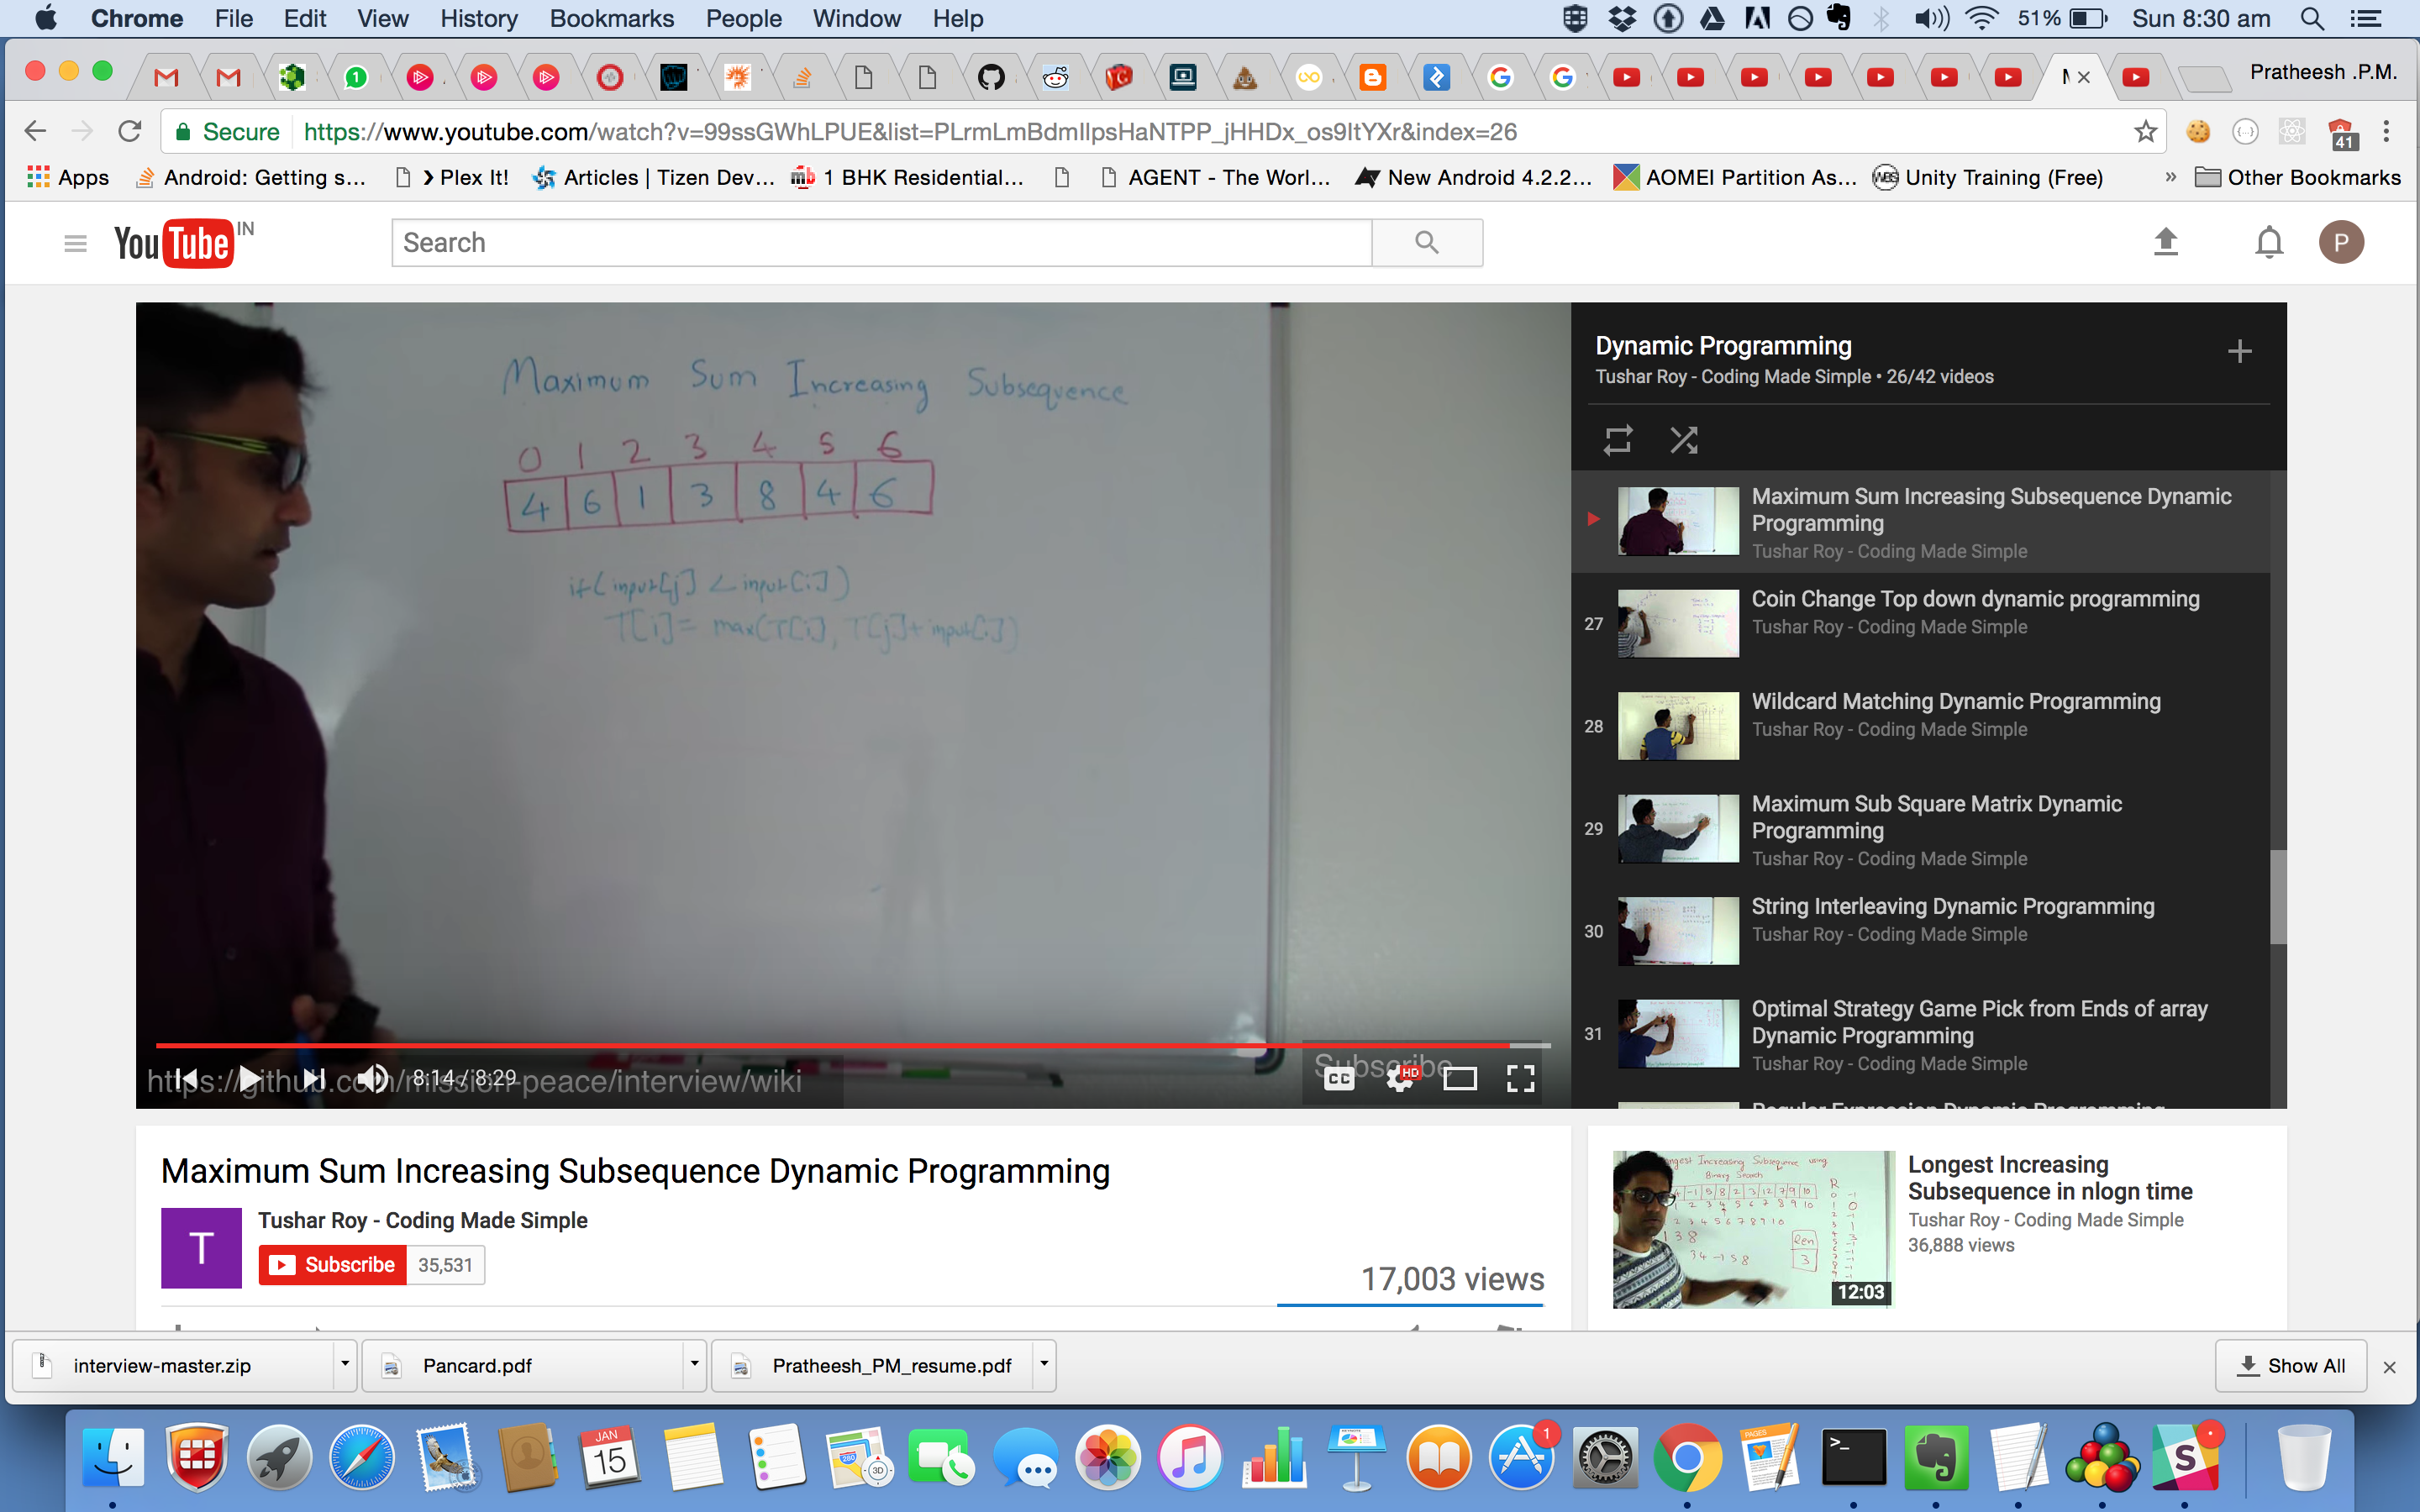 Chrome File Edit View History Bookmarks People Window Help 51% Sun 8:30 am
Pratheesh .P.M.
Secure https://www.youtube.com/watch?v=99ssGWhLPUE&list=PLrmLmBdmIlpsHaNTPP_jHHDx_os9ItYXr&index=26 41
Apps Android: Getting s... › Plex It! Articles | Tizen Dev... 1 BHK Residential... AGENT - The Worl... New Android 4.2.2... AOMEI Partition As... Unity Training (Free) » Other Bookmarks
YouTube IN Search P
Maximum Sum Increasing Subsequence
0 1 2 3 4 5 6
4 6 1 3 8 4 6
if(input[j] < input[i])
T[i]= max(T[i], T[j]+input[i])
https://github.com/mission-peace/interview/wiki
8:14 / 8:29
Subscribe
CC HD
Dynamic Programming
Tushar Roy - Coding Made Simple • 26/42 videos
Maximum Sum Increasing Subsequence Dynamic
Programming
Tushar Roy - Coding Made Simple
27 Coin Change Top down dynamic programming
Tushar Roy - Coding Made Simple
28 Wildcard Matching Dynamic Programming
Tushar Roy - Coding Made Simple
29 Maximum Sub Square Matrix Dynamic
Programming
Tushar Roy - Coding Made Simple
30 String Interleaving Dynamic Programming
Tushar Roy - Coding Made Simple
31 Optimal Strategy Game Pick from Ends of array
Dynamic Programming
Tushar Roy - Coding Made Simple
Regular Expression Dynamic Programming
Maximum Sum Increasing Subsequence Dynamic Programming
T
Tushar Roy - Coding Made Simple
Subscribe 35,531
17,003 views
Longest Increasing Subsequence using
Binary Search
12:03
Longest Increasing
Subsequence in nlogn time
Tushar Roy - Coding Made Simple
36,888 views
interview-master.zip Pancard.pdf Pratheesh_PM_resume.pdf Show All
JAN
15
280
3D
1
PAGES
S